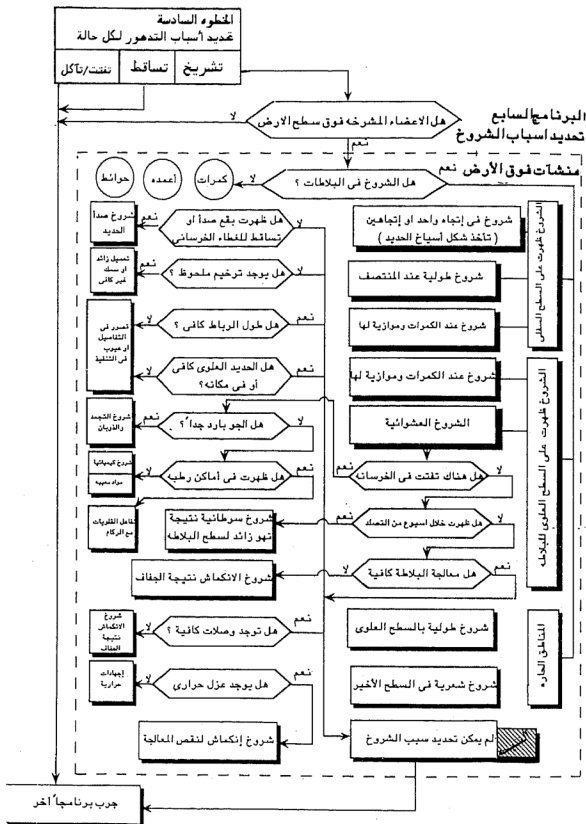 الخطوه السادسة
تحديد أسباب التدهور لكل حالة
تشريخ
تساقط
تفتت/تآكل
البرنامج السابع
تحديد اسباب الشروخ
هل الاعضاء المشرخه فوق سطح الارض
لا
نعم
منشآت فوق الأرض
نعم
هل الشروخ فى البلاطات ؟
لا
كمرات
أعمده
حوائط
الشروخ ظهرت على السطح السفلى
شروخ فى إتجاه واحد او إتجاهين
( تأخذ شكل أسياخ الحديد )
هل ظهرت بقع صدأ او
تساقط للغطاء الخرسانى
نعم
لا
شروخ صدأ
الحديد
شروخ طولية عند المنتصف
هل يوجد ترخيم ملحوظ ؟
نعم
لا
تحميل زائد
او سمك
غير كافى
شروخ عند الكمرات وموازية لها
هل طول الرباط كافى ؟
نعم
لا
قصور فى
التفاصيل
او عيوب
فى التنفيذ
الشروخ ظهرت على السطح العلوى للبلاطه
شروخ عند الكمرات وموازية لها
هل الحديد العلوى كافى
أو فى مكانه؟
نعم
لا
الشروخ العشوائية
هل الجو بارد جداً ؟
نعم
لا
شروخ التجمد
والذوبان
هل هناك تفتت فى الخرسانه
نعم
لا
هل ظهرت فى أماكن رطبه
لا
نعم
شروخ كيميائيا
مواد معيبه
تفاعل القلويات
مع الركام
هل ظهرت خلال اسبوع من التصلد
نعم
لا
شروخ سرطانية نتيجة
نهو زائد لسطح البلاطه
هل معالجة البلاطة كافية
لا
نعم
شروخ الانكماش نتيجة الجفاف
المناطق الحاره
شروخ طولية بالسطح العلوى
هل توجد وصلات كافية ؟
نعم
لا
شروخ
الانكماش
نتيجة
الجفاف
شروخ شعرية فى السطح الأخير
هل يوجد عزل حرارى
نعم
لا
إجهادات
حرارية
شروخ إنكماش لنقص المعالجة
لم يمكن تحديد سبب الشروخ
جرب برنامجاً آخر